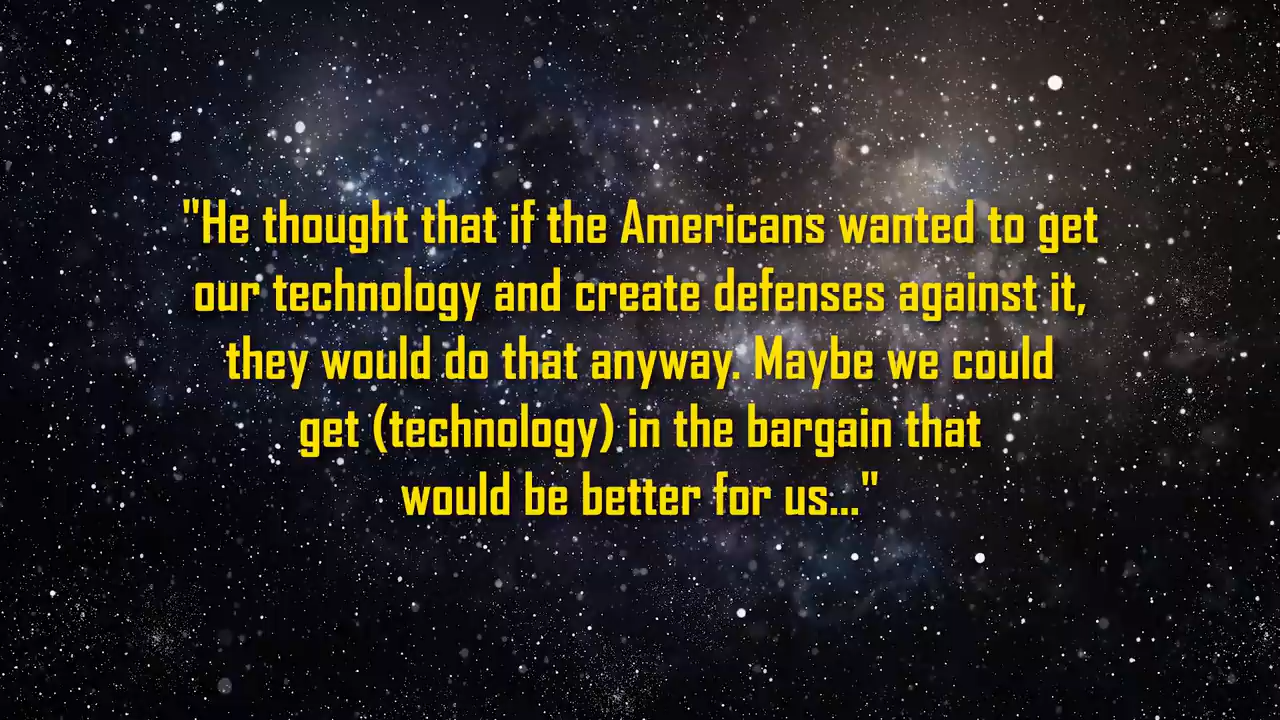 "He thought that if the Americans wanted to get
our technology and create defenses against it,
they would do that anyway. Maybe we could
get (technology) in the bargain that
would be better for us..."